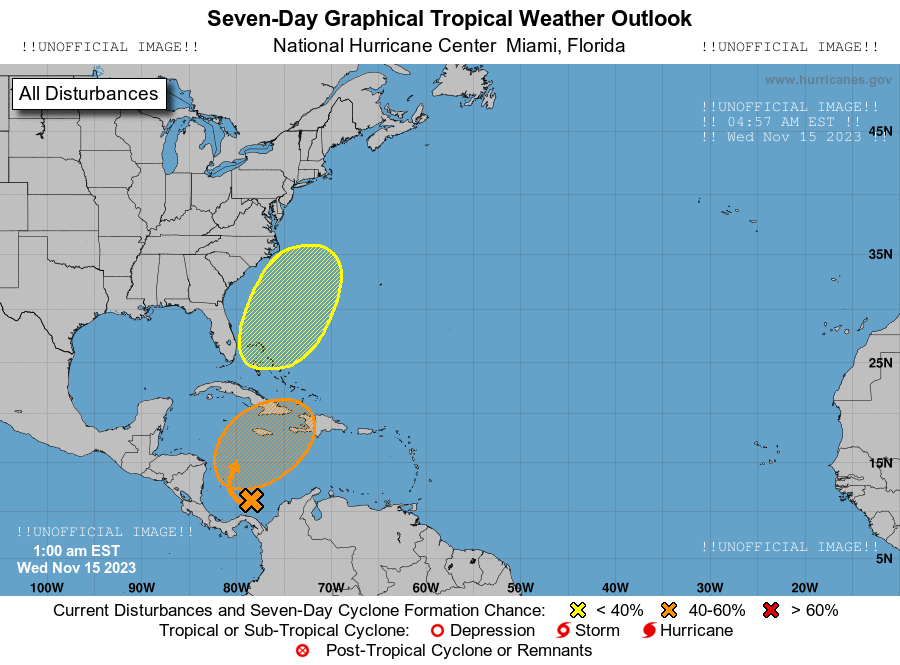 Seven-Day Graphical Tropical Weather Outlook
!!UNOFFICIAL IMAGE!! National Hurricane Center Miami, Florida !!UNOFFICIAL IMAGE!!
www.hurricanes.gov
All Disturbances
!!UNOFFICIAL IMAGE!!
!! 04:57 AM EST !!
!! Wed Nov 15 2023 !!
45N
35N
25N
15N
!!UNOFFICIAL IMAGE!!
1:00 am EST
Wed Nov 15 2023
!!UNOFFICIAL IMAGE!!
5N
100W 90W 80W 70W 60W 50W 40W 30W 20W
Current Disturbances and Seven-Day Cyclone Formation Chance: < 40% 40-60% > 60%
Tropical or Sub-Tropical Cyclone: Depression Storm Hurricane
Post-Tropical Cyclone or Remnants